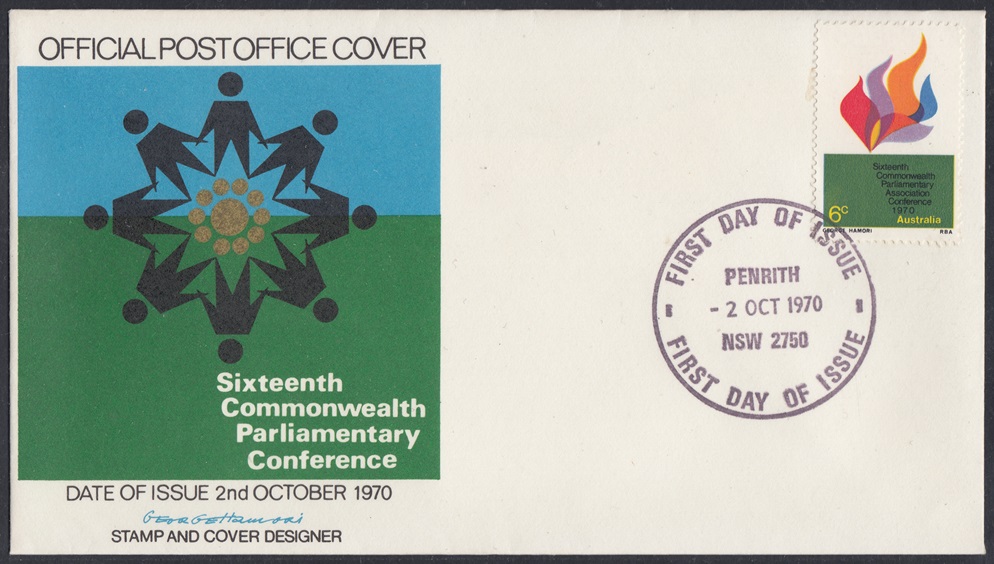 OFFICIAL POST OFFICE COVER
Sixteenth
Commonwealth
Parliamentary
Conference
DATE OF ISSUE 2nd OCTOBER 1970
George Hamori
STAMP AND COVER DESIGNER
Sixteenth
Commonwealth
Parliamentary
Association
Conference
1970
6c
Australia
GEORGE HAMORI RBA
FIRST DAY OF ISSUE
PENRITH
- 2 OCT 1970
NSW 2750
FIRST DAY OF ISSUE